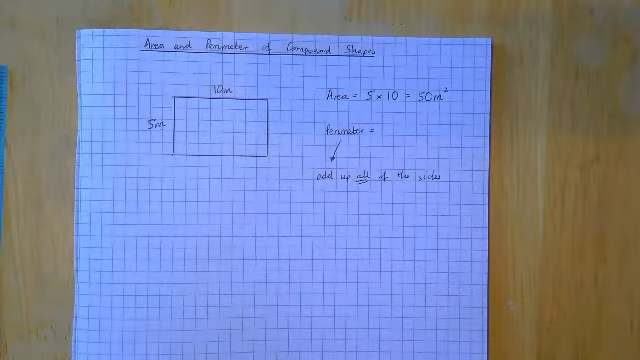 Area and Perimeter of Compound Shapes
10m
Area = 5 × 10 = 50m²
5m
Perimeter =
add up all of the sides